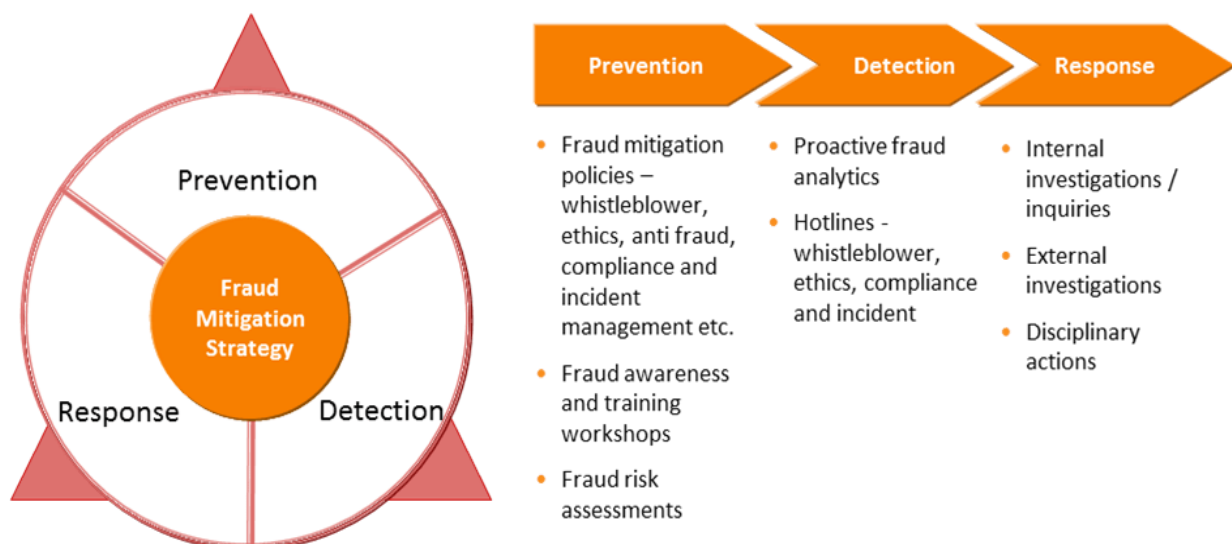 Prevention
Fraud
Mitigation
Strategy
Response
Detection
Prevention
Detection
Response
• Fraud mitigation
policies –
whistleblower,
ethics, anti fraud,
compliance and
incident
management etc.
• Fraud awareness
and training
workshops
• Fraud risk
assessments
• Proactive fraud
analytics
• Hotlines -
whistleblower,
ethics, compliance
and incident
• Internal
investigations /
inquiries
• External
investigations
• Disciplinary
actions